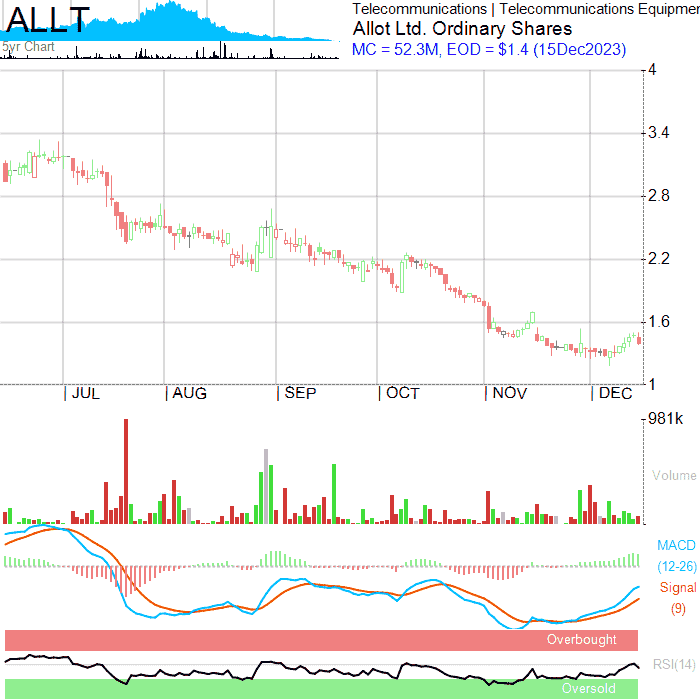 ALLT
5yr Chart
Telecommunications | Telecommunications Equipmen
Allot Ltd. Ordinary Shares
MC = 52.3M, EOD = $1.4 (15Dec2023)
4
3.4
2.8
2.2
1.6
1
JUL
AUG
SEP
OCT
NOV
DEC
981k
Volume
MACD
(12-26)
Signal
(9)
Overbought
RSI(14)
Oversold